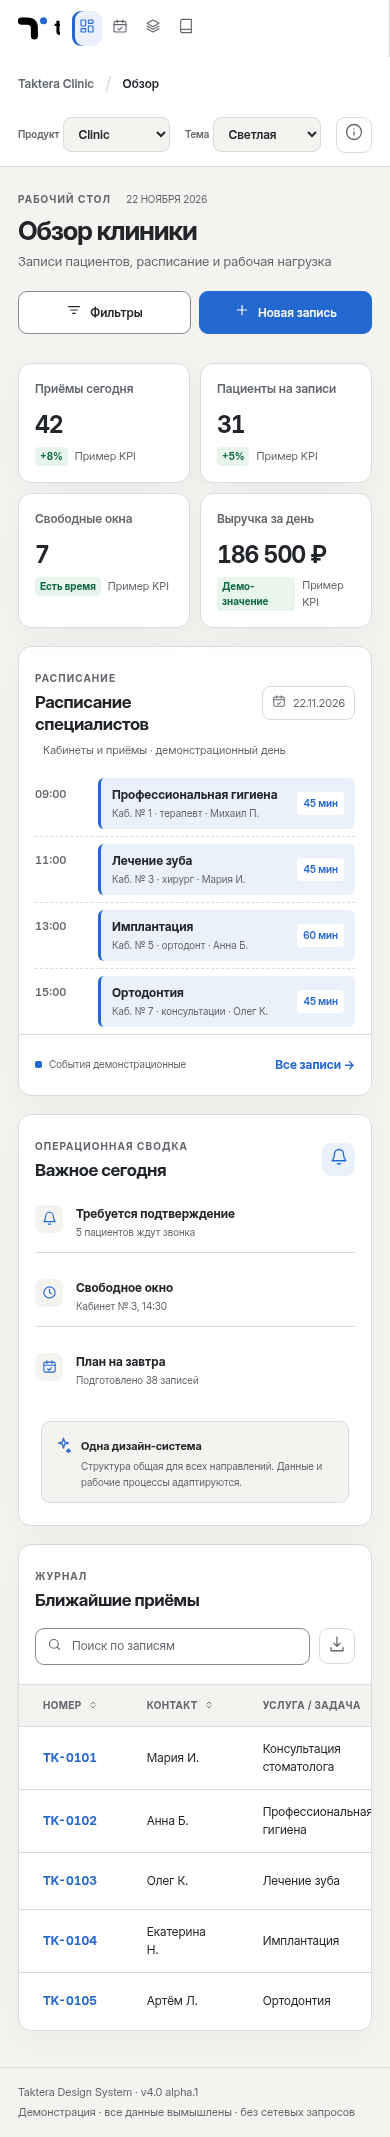 t
Taktera Clinic / Обзор
Продукт Clinic Тема Светлая
РАБОЧИЙ СТОЛ 22 НОЯБРЯ 2026
Обзор клиники
Записи пациентов, расписание и рабочая нагрузка
Фильтры Новая запись
Приёмы сегодня
42
+8% Пример KPI
Пациенты на записи
31
+5% Пример KPI
Свободные окна
7
Есть время Пример KPI
Выручка за день
186 500 ₽
Демо-
значение
Пример
KPI
РАСПИСАНИЕ
Расписание
специалистов
22.11.2026
Кабинеты и приёмы · демонстрационный день
09:00
Профессиональная гигиена
Каб. № 1 · терапевт · Михаил П.
45 мин
11:00
Лечение зуба
Каб. № 3 · хирург · Мария И.
45 мин
13:00
Имплантация
Каб. № 5 · ортодонт · Анна Б.
60 мин
15:00
Ортодонтия
Каб. № 7 · консультации · Олег К.
45 мин
События демонстрационные Все записи →
ОПЕРАЦИОННАЯ СВОДКА
Важное сегодня
Требуется подтверждение
5 пациентов ждут звонка
Свободное окно
Кабинет № 3, 14:30
План на завтра
Подготовлено 38 записей
Одна дизайн-система
Структура общая для всех направлений. Данные и
рабочие процессы адаптируются.
ЖУРНАЛ
Ближайшие приёмы
Поиск по записям
НОМЕР КОНТАКТ УСЛУГА / ЗАДАЧА
TK-0101 Мария И. Консультация
стоматолога
TK-0102 Анна Б. Профессиональная
гигиена
TK-0103 Олег К. Лечение зуба
TK-0104 Екатерина
Н.
Имплантация
TK-0105 Артём Л. Ортодонтия
Taktera Design System · v4.0 alpha.1
Демонстрация · все данные вымышлены · без сетевых запросов